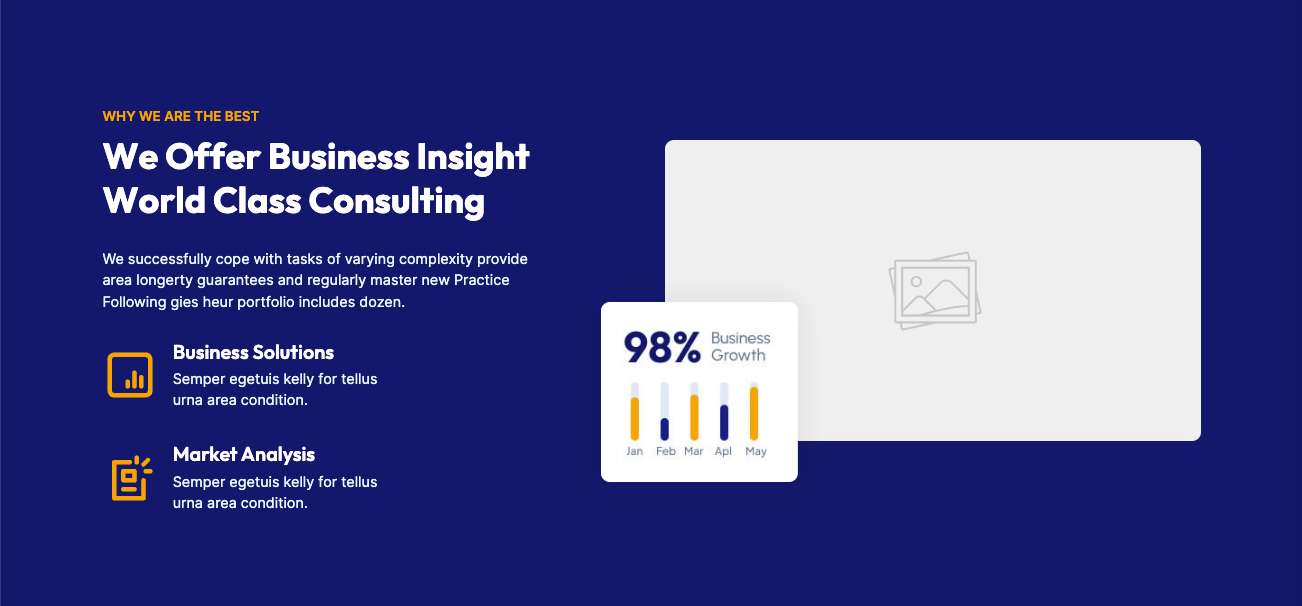 WHY WE ARE THE BEST
We Offer Business Insight
World Class Consulting
We successfully cope with tasks of varying complexity provide
area longerty guarantees and regularly master new Practice
Following gies heur portfolio includes dozen.
Business Solutions
Semper egetuis kelly for tellus
urna area condition.
Market Analysis
Semper egetuis kelly for tellus
urna area condition.
98% Business
Growth
Jan Feb Mar Apl May